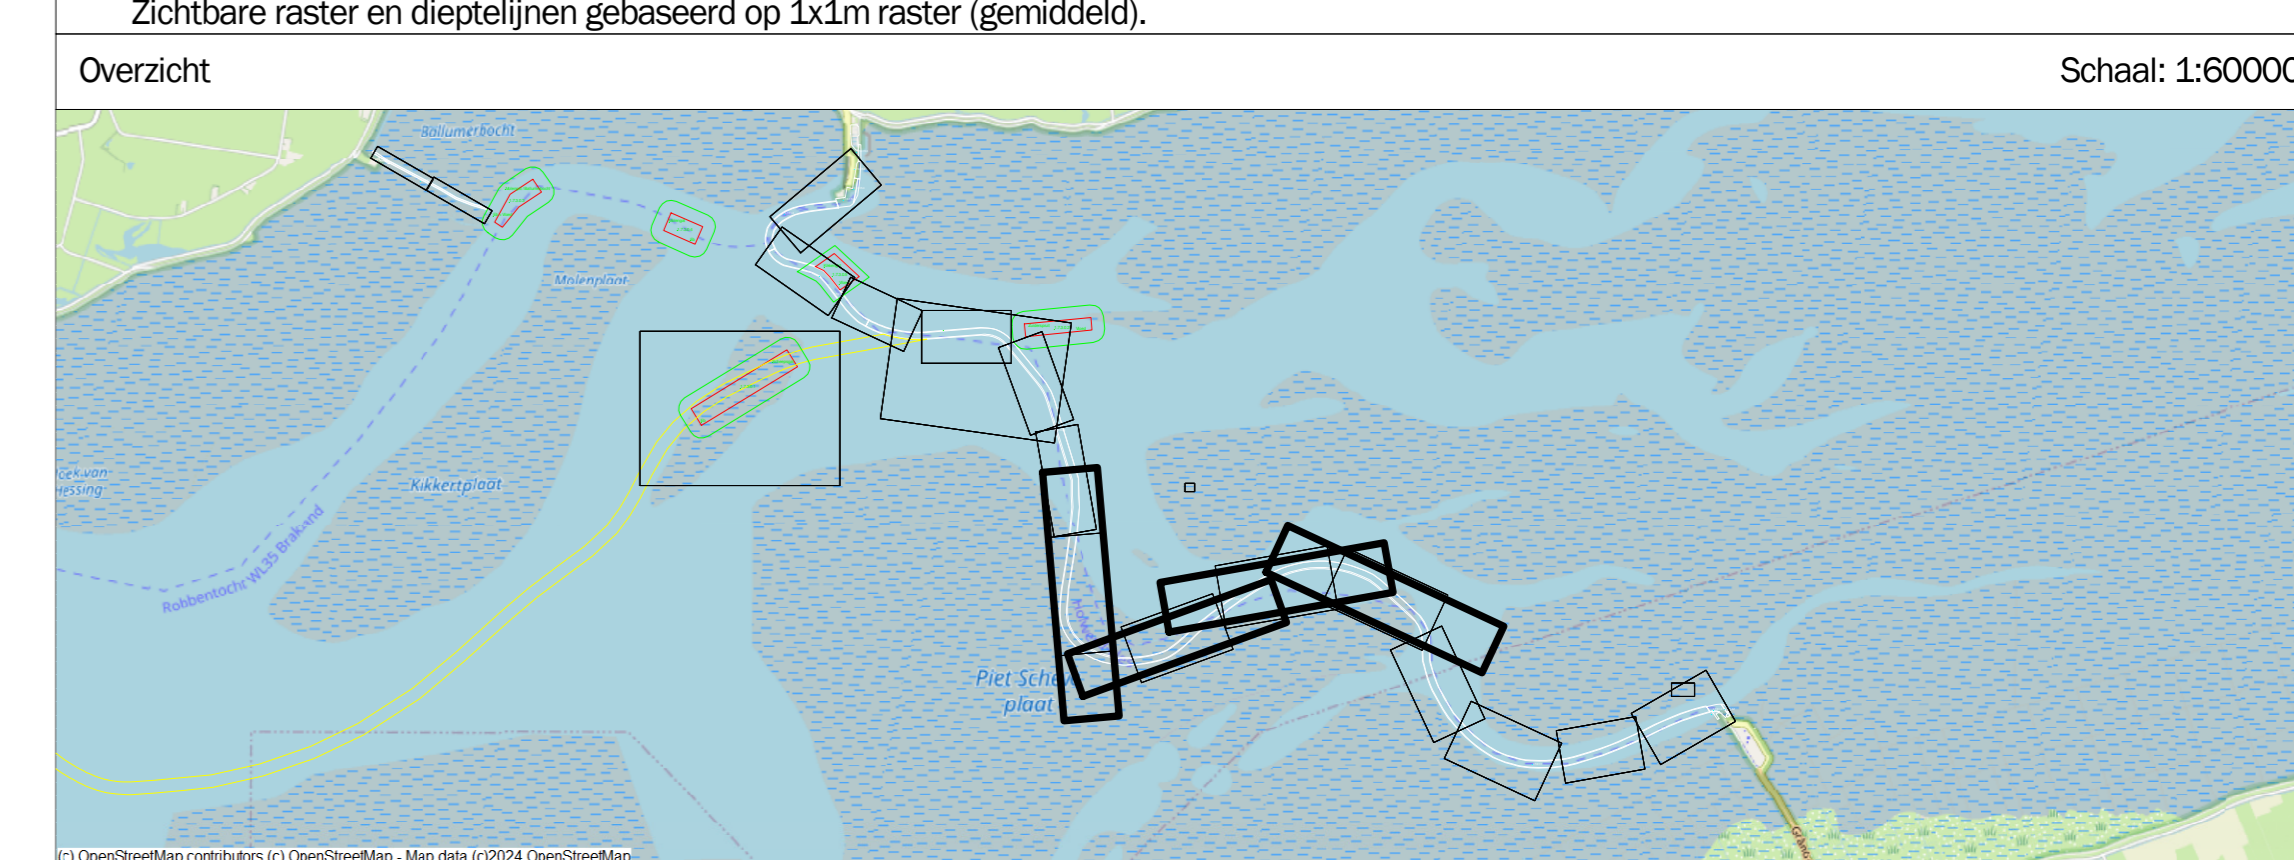 Zichtbare raster en dieptelijnen gebaseerd op 1x1m raster (gemiddeld).
Overzicht
Schaal: 1:60000
Ballumerbocht
Molenplaat
Kikkertplaat
Robbentocht WL35 Brakzand
Piet Scheve
plaat
(c) OpenStreetMap contributors (c) OpenStreetMap - Map data (c)2024 OpenStreetMap